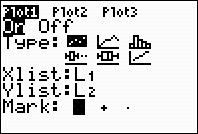 Plot1 Plot2 Plot3
On Off
Type:
Xlist:L1
Ylist:L2
Mark: + ·